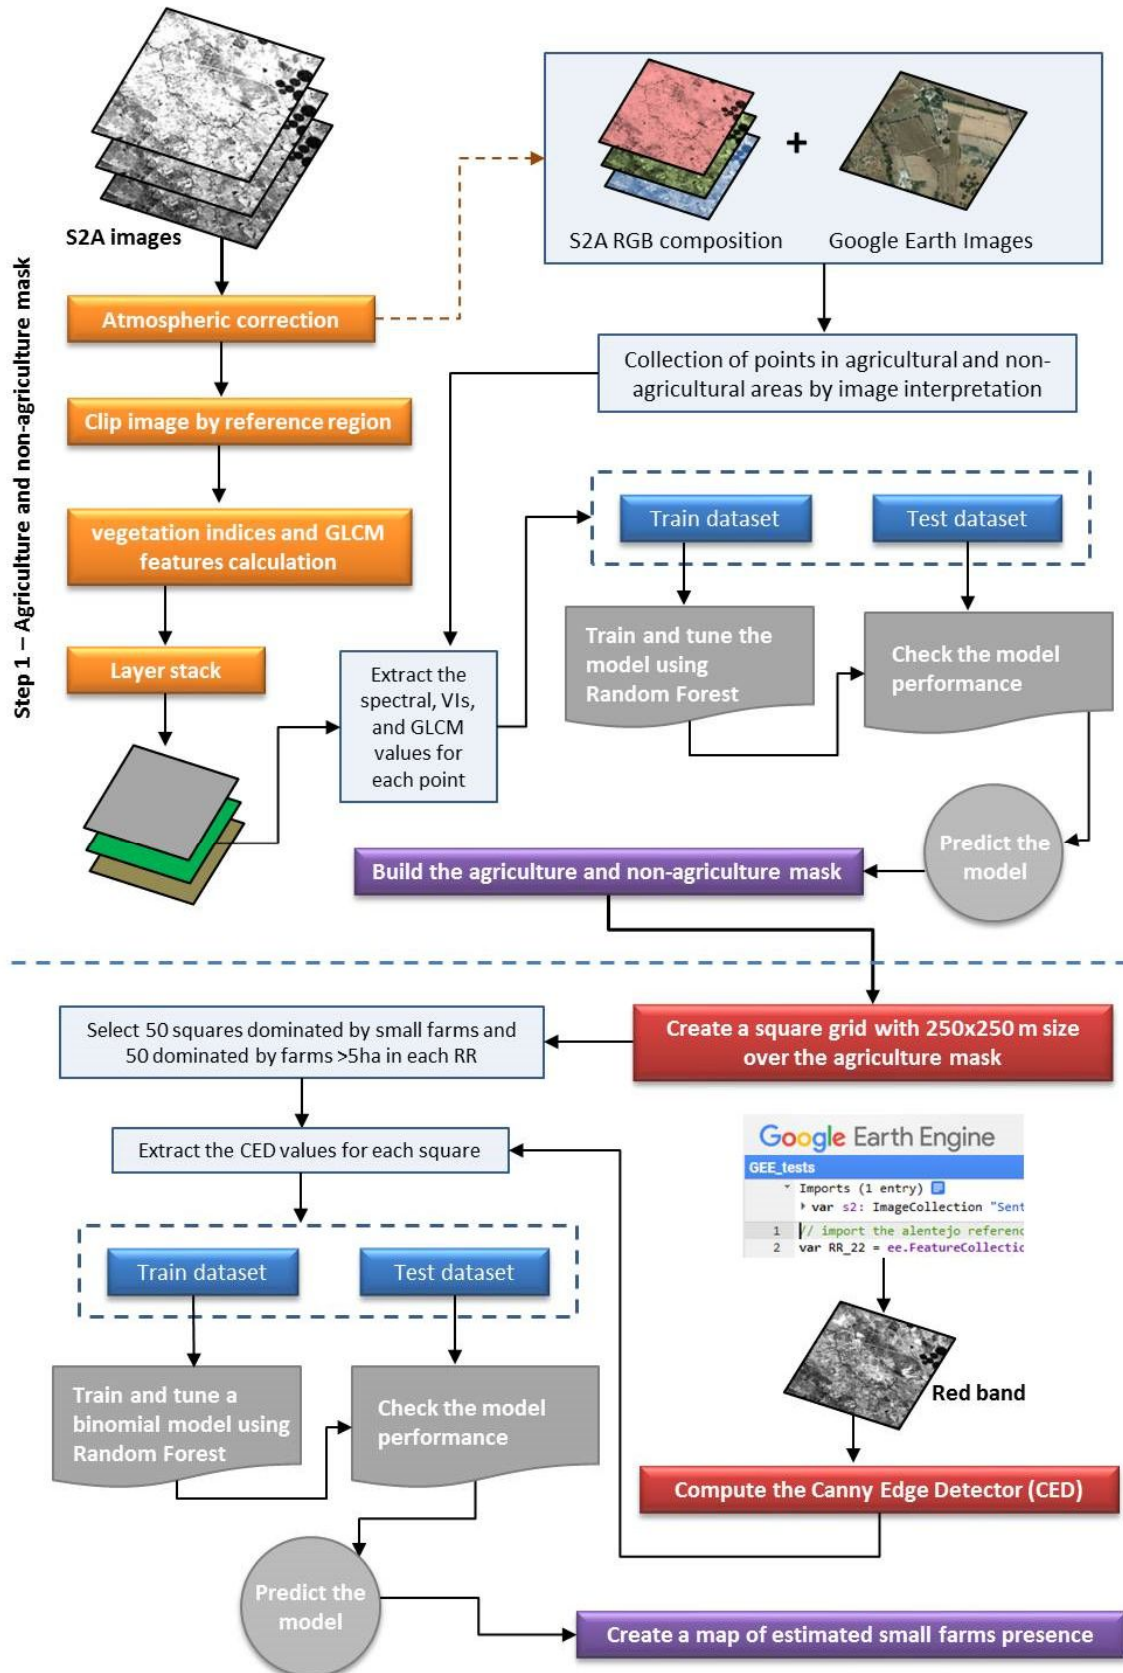 S2A images
S2A RGB composition
+
Google Earth Images
Step 1 – Agriculture and non-agriculture mask
Atmospheric correction
Collection of points in agricultural and non-
agricultural areas by image interpretation
Clip image by reference region
vegetation indices and GLCM
features calculation
Train dataset
Test dataset
Layer stack
Extract the
spectral, VIs,
and GLCM
values for
each point
Train and tune the
model using
Random Forest
Check the model
performance
Predict the
model
Build the agriculture and non-agriculture mask
Create a square grid with 250x250 m size
over the agriculture mask
Select 50 squares dominated by small farms and
50 dominated by farms >5ha in each RR
Extract the CED values for each square
Google Earth Engine
GEE_tests
Imports (1 entry)
var s2: ImageCollection "Sent
1 // import the alentejo referenc
2 var RR_22 = ee.FeatureCollectio
Train dataset
Test dataset
Red band
Train and tune a
binomial model using
Random Forest
Check the model
performance
Compute the Canny Edge Detector (CED)
Predict the
model
Create a map of estimated small farms presence